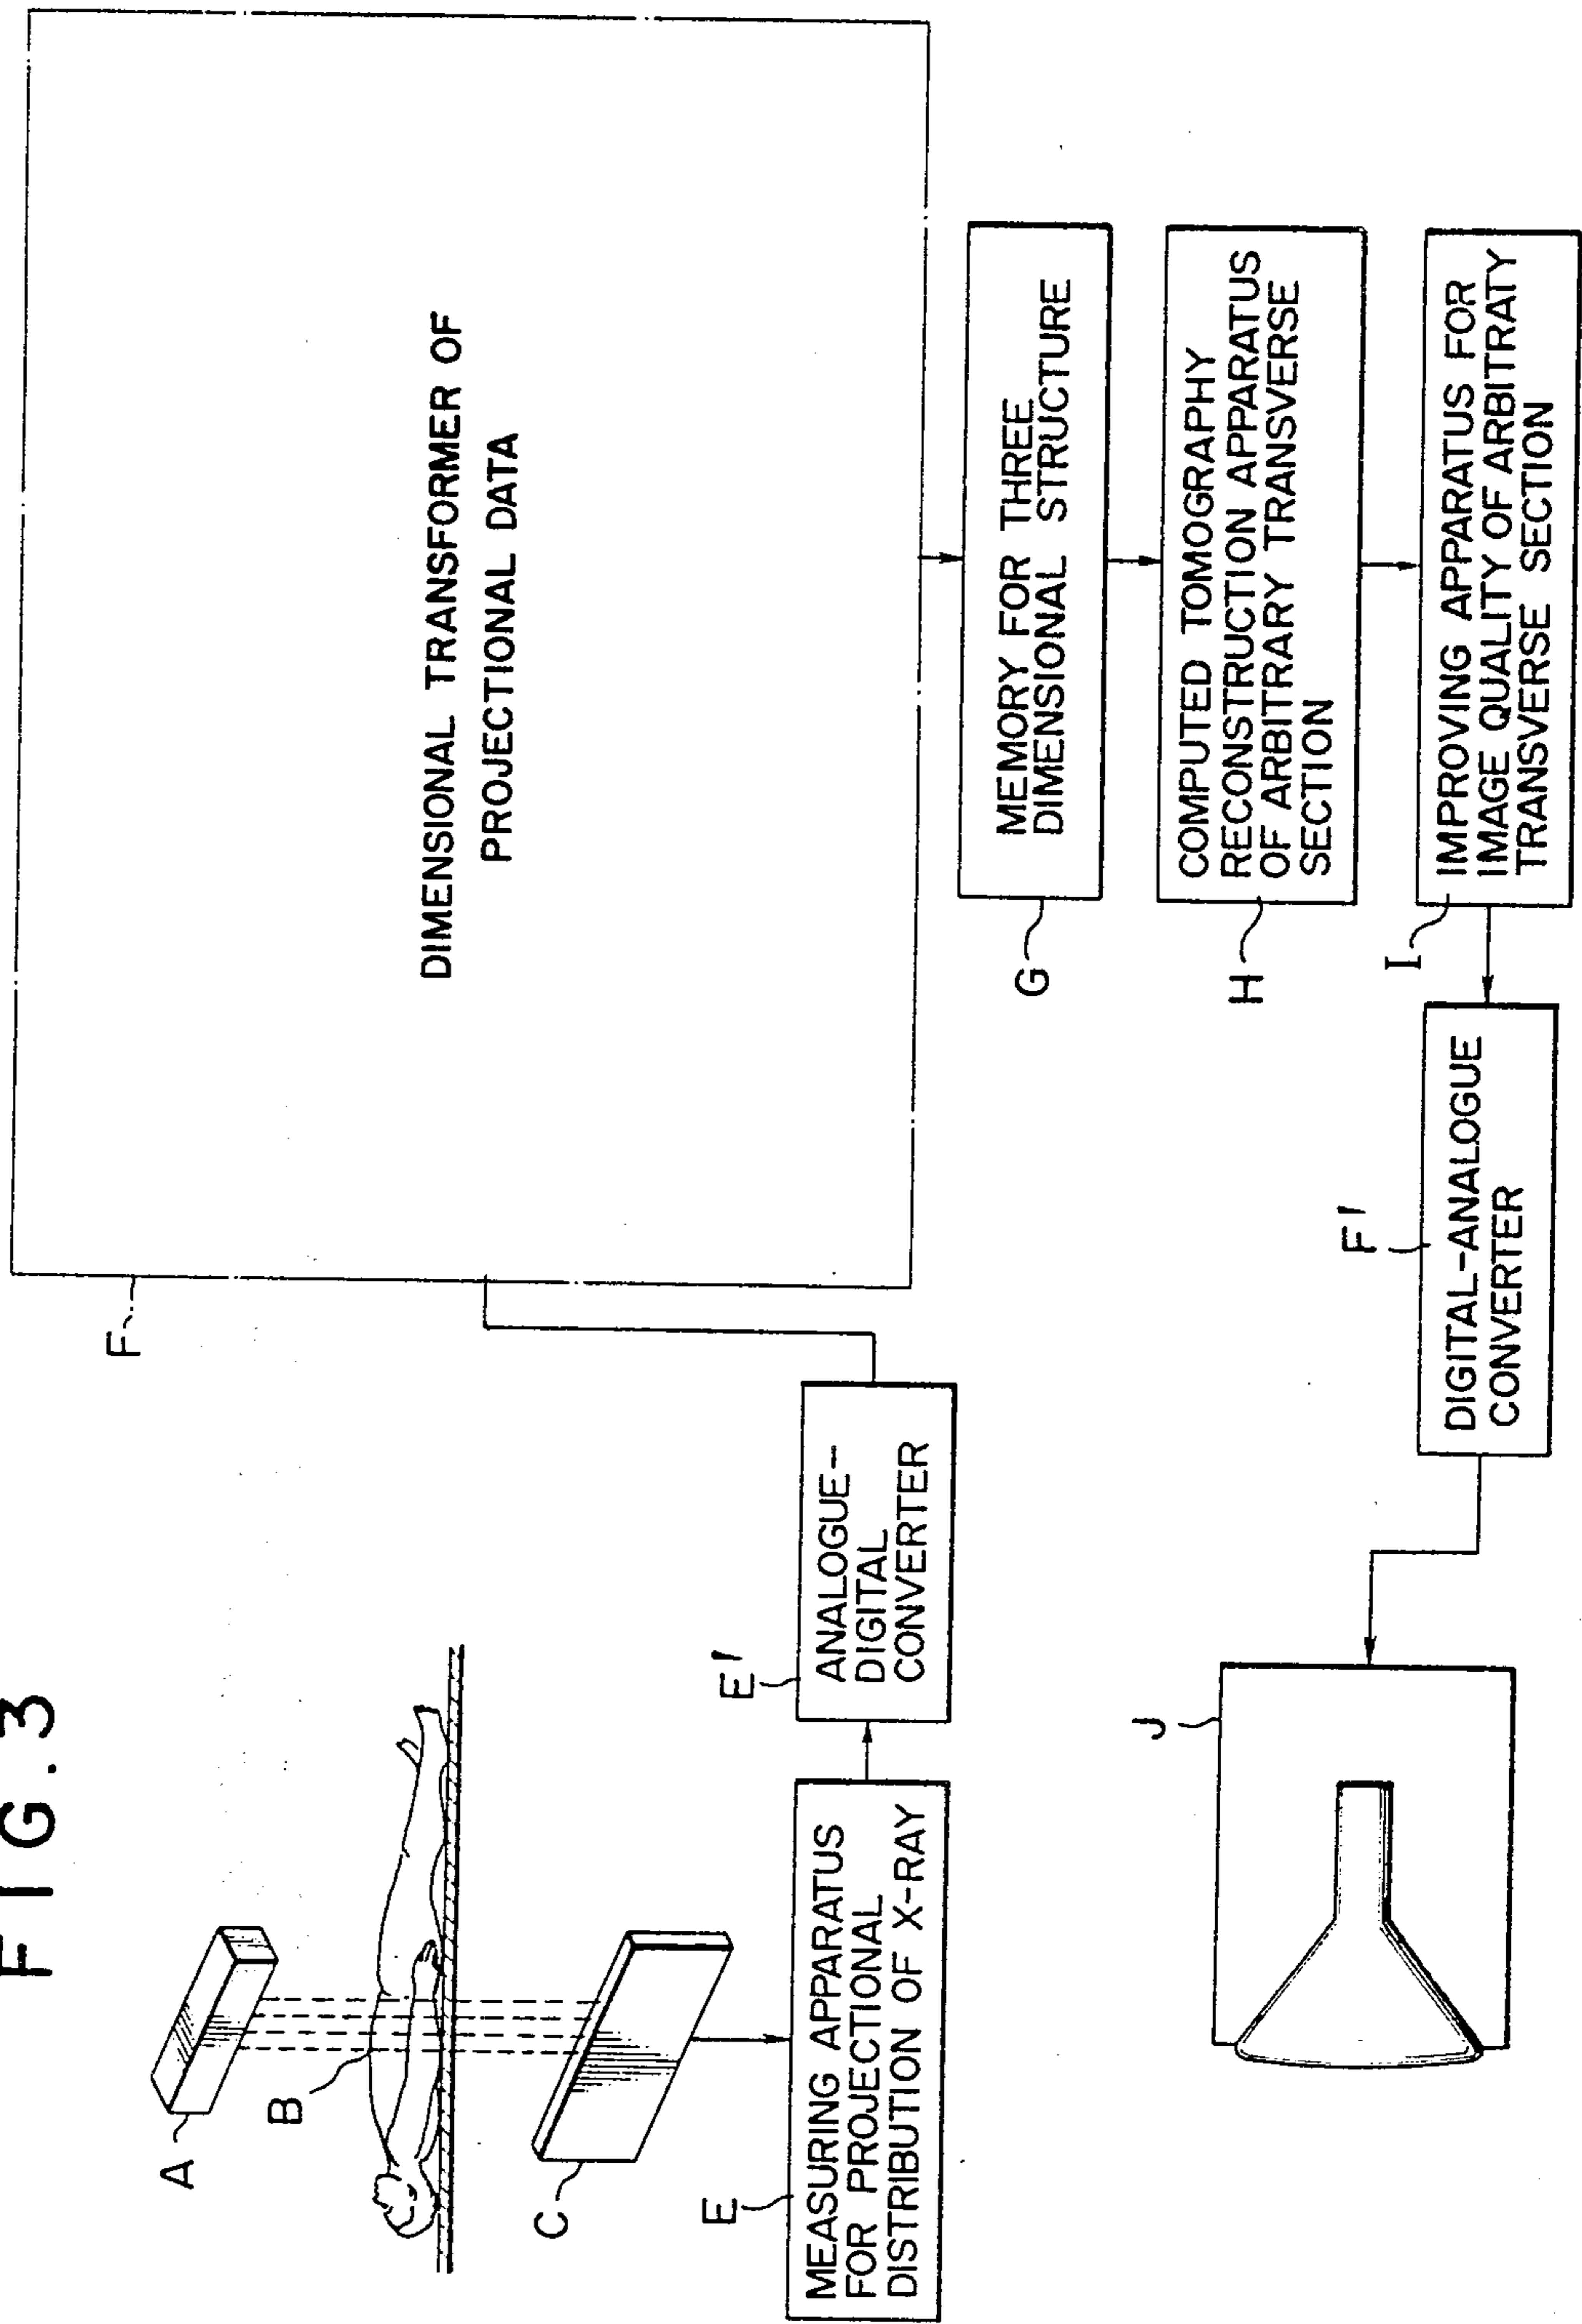 FIG.3
A
B
C
E
MEASURING APPARATUS
FOR PROJECTIONAL
DISTRIBUTION OF X-RAY
E'
ANALOGUE-
DIGITAL
CONVERTER
F
DIMENSIONAL TRANSFORMER OF
PROJECTIONAL DATA
G
MEMORY FOR THREE
DIMENSIONAL STRUCTURE
H
COMPUTED TOMOGRAPHY
RECONSTRUCTION APPARATUS
OF ARBITRARY TRANSVERSE
SECTION
I
IMPROVING APPARATUS FOR
IMAGE QUALITY OF ARBITRATY
TRANSVERSE SECTION
F'
DIGITAL-ANALOGUE
CONVERTER
J